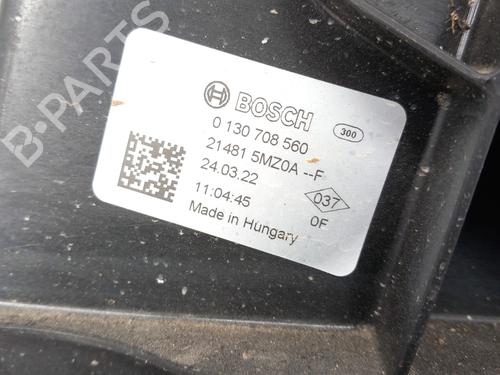 BOSCH
0 130 708 560
300
21481 5MZ0A --F
24.03.22
037
11:04:45
0F
Made in Hungary
B-PARTS